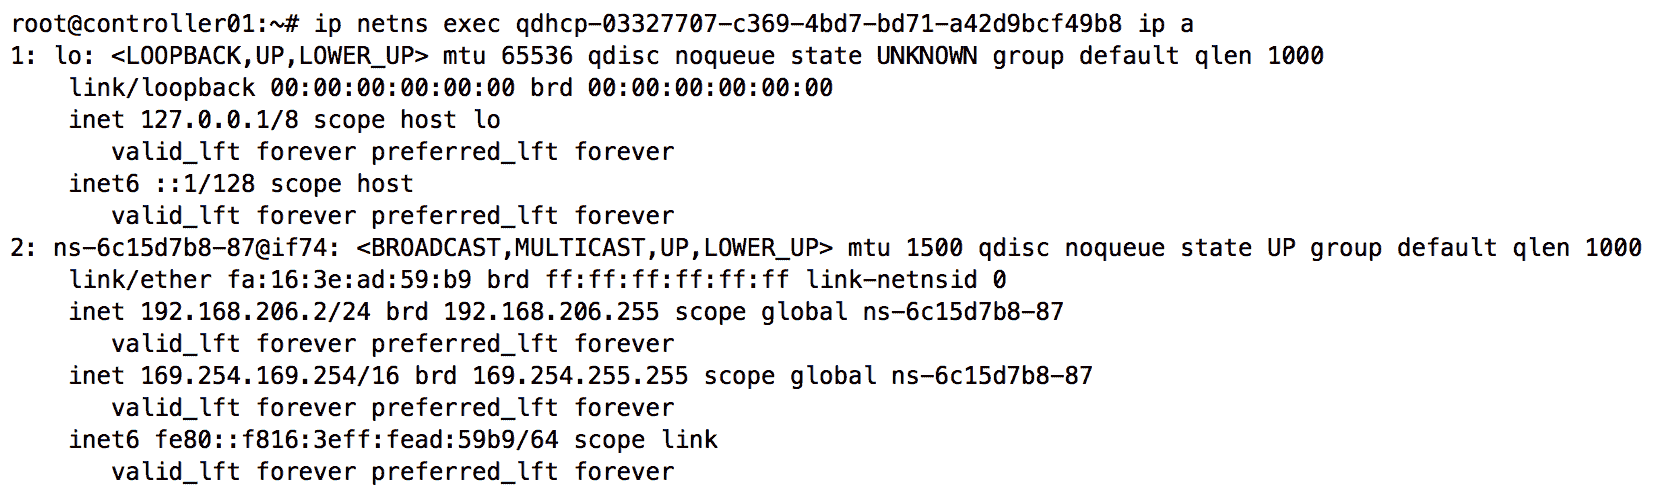 root@controller01:~# ip netns exec qdhcp-03327707-c369-4bd7-bd71-a42d9bcf49b8 ip a
1: lo: <LOOPBACK,UP,LOWER_UP> mtu 65536 qdisc noqueue state UNKNOWN group default qlen 1000
    link/loopback 00:00:00:00:00:00 brd 00:00:00:00:00:00
    inet 127.0.0.1/8 scope host lo
       valid_lft forever preferred_lft forever
    inet6 ::1/128 scope host
       valid_lft forever preferred_lft forever
2: ns-6c15d7b8-87@if74: <BROADCAST,MULTICAST,UP,LOWER_UP> mtu 1500 qdisc noqueue state UP group default qlen 1000
    link/ether fa:16:3e:ad:59:b9 brd ff:ff:ff:ff:ff:ff link-netnsid 0
    inet 192.168.206.2/24 brd 192.168.206.255 scope global ns-6c15d7b8-87
       valid_lft forever preferred_lft forever
    inet 169.254.169.254/16 brd 169.254.255.255 scope global ns-6c15d7b8-87
       valid_lft forever preferred_lft forever
    inet6 fe80::f816:3eff:fead:59b9/64 scope link
       valid_lft forever preferred_lft forever